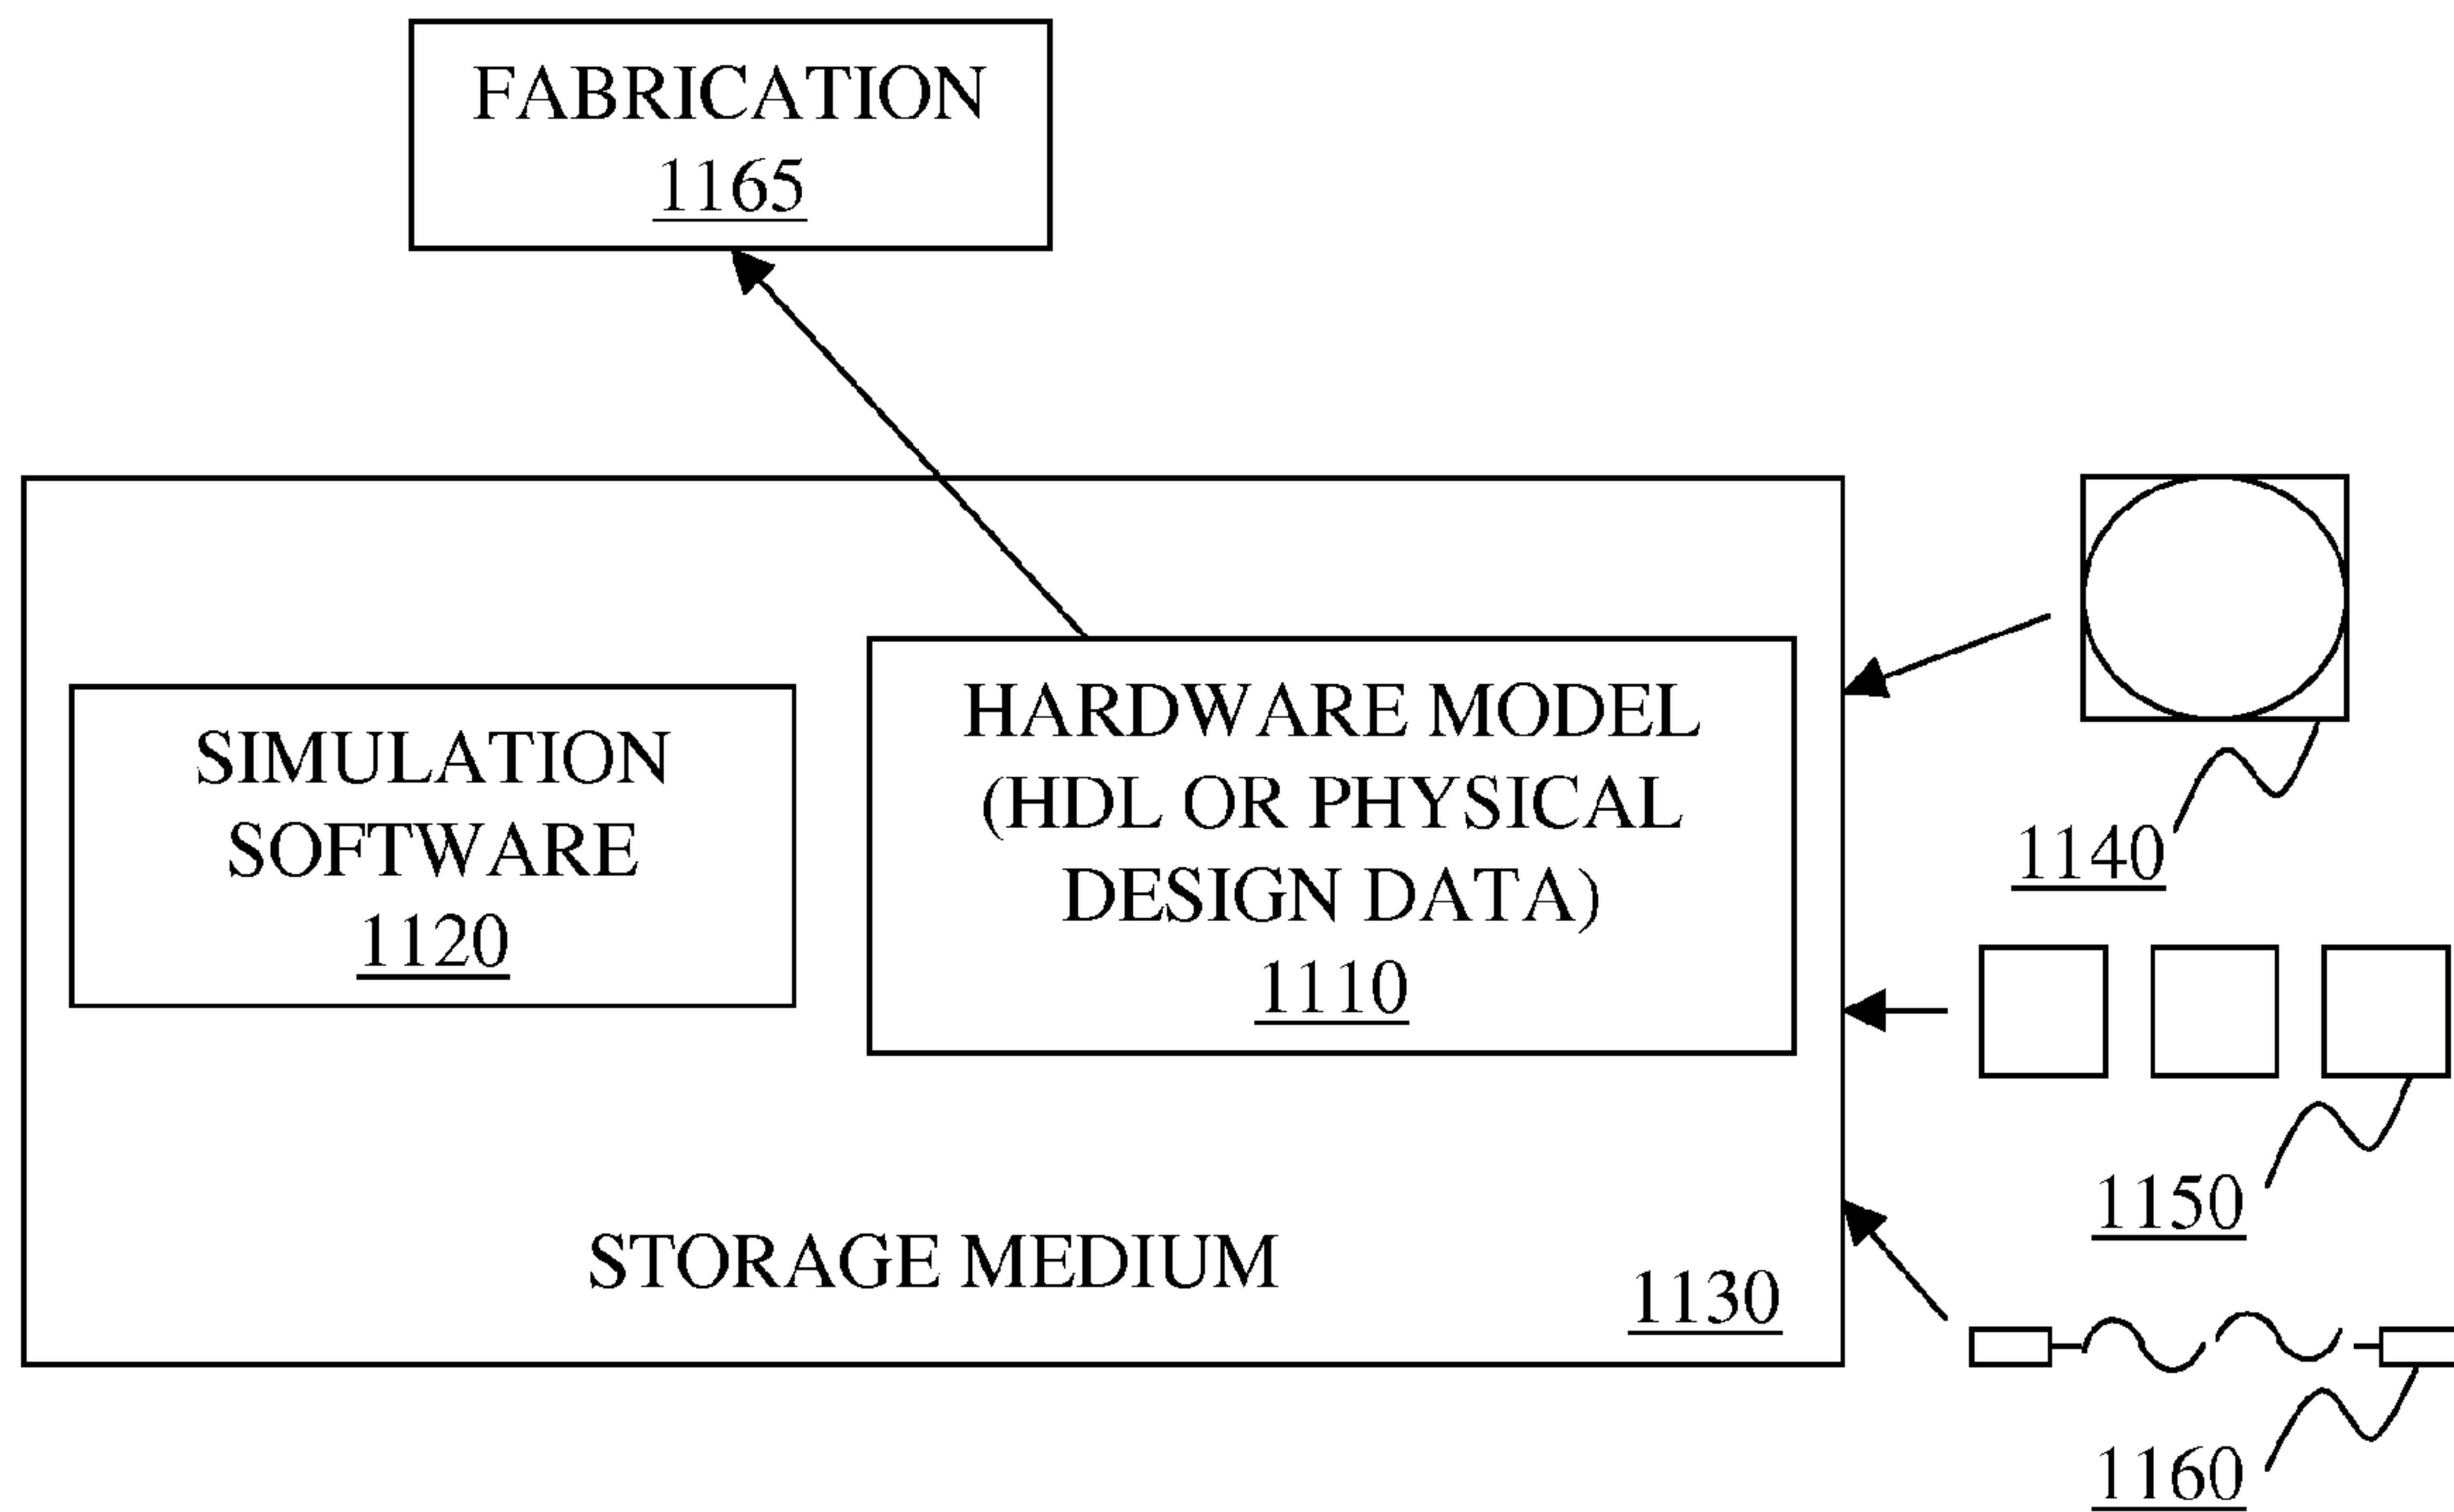 FABRICATION
1165
SIMULATION
SOFTWARE
1120
HARDWARE MODEL
(HDL OR PHYSICAL
DESIGN DATA)
1110
STORAGE MEDIUM
1130
1140
1150
1160